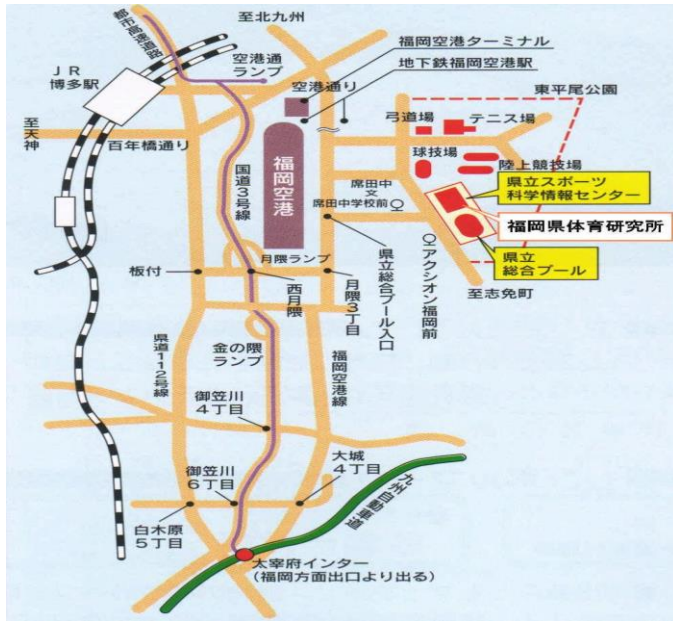 至北九州
都市高速道路
福岡空港ターミナル
空港通
ランプ
地下鉄福岡空港駅
JR
博多駅
空港通り
東平尾公園
弓道場
テニス場
至
天神
百年橋通り
球技場
陸上競技場
国道3号線
福岡空港
席田中
文
席田中学校前
県立スポーツ
科学情報センター
福岡県体育研究所
県立
総合プール
月隈ランプ
板付
西月隈
月隈3丁目
県立総合プール入口
アクシオン福岡前
至志免町
県道112号線
金の隈
ランプ
福岡空港線
御笠川
4丁目
御笠川
6丁目
大城
4丁目
九州自動車道
白木原
5丁目
太宰府インター
(福岡方面出口より出る)